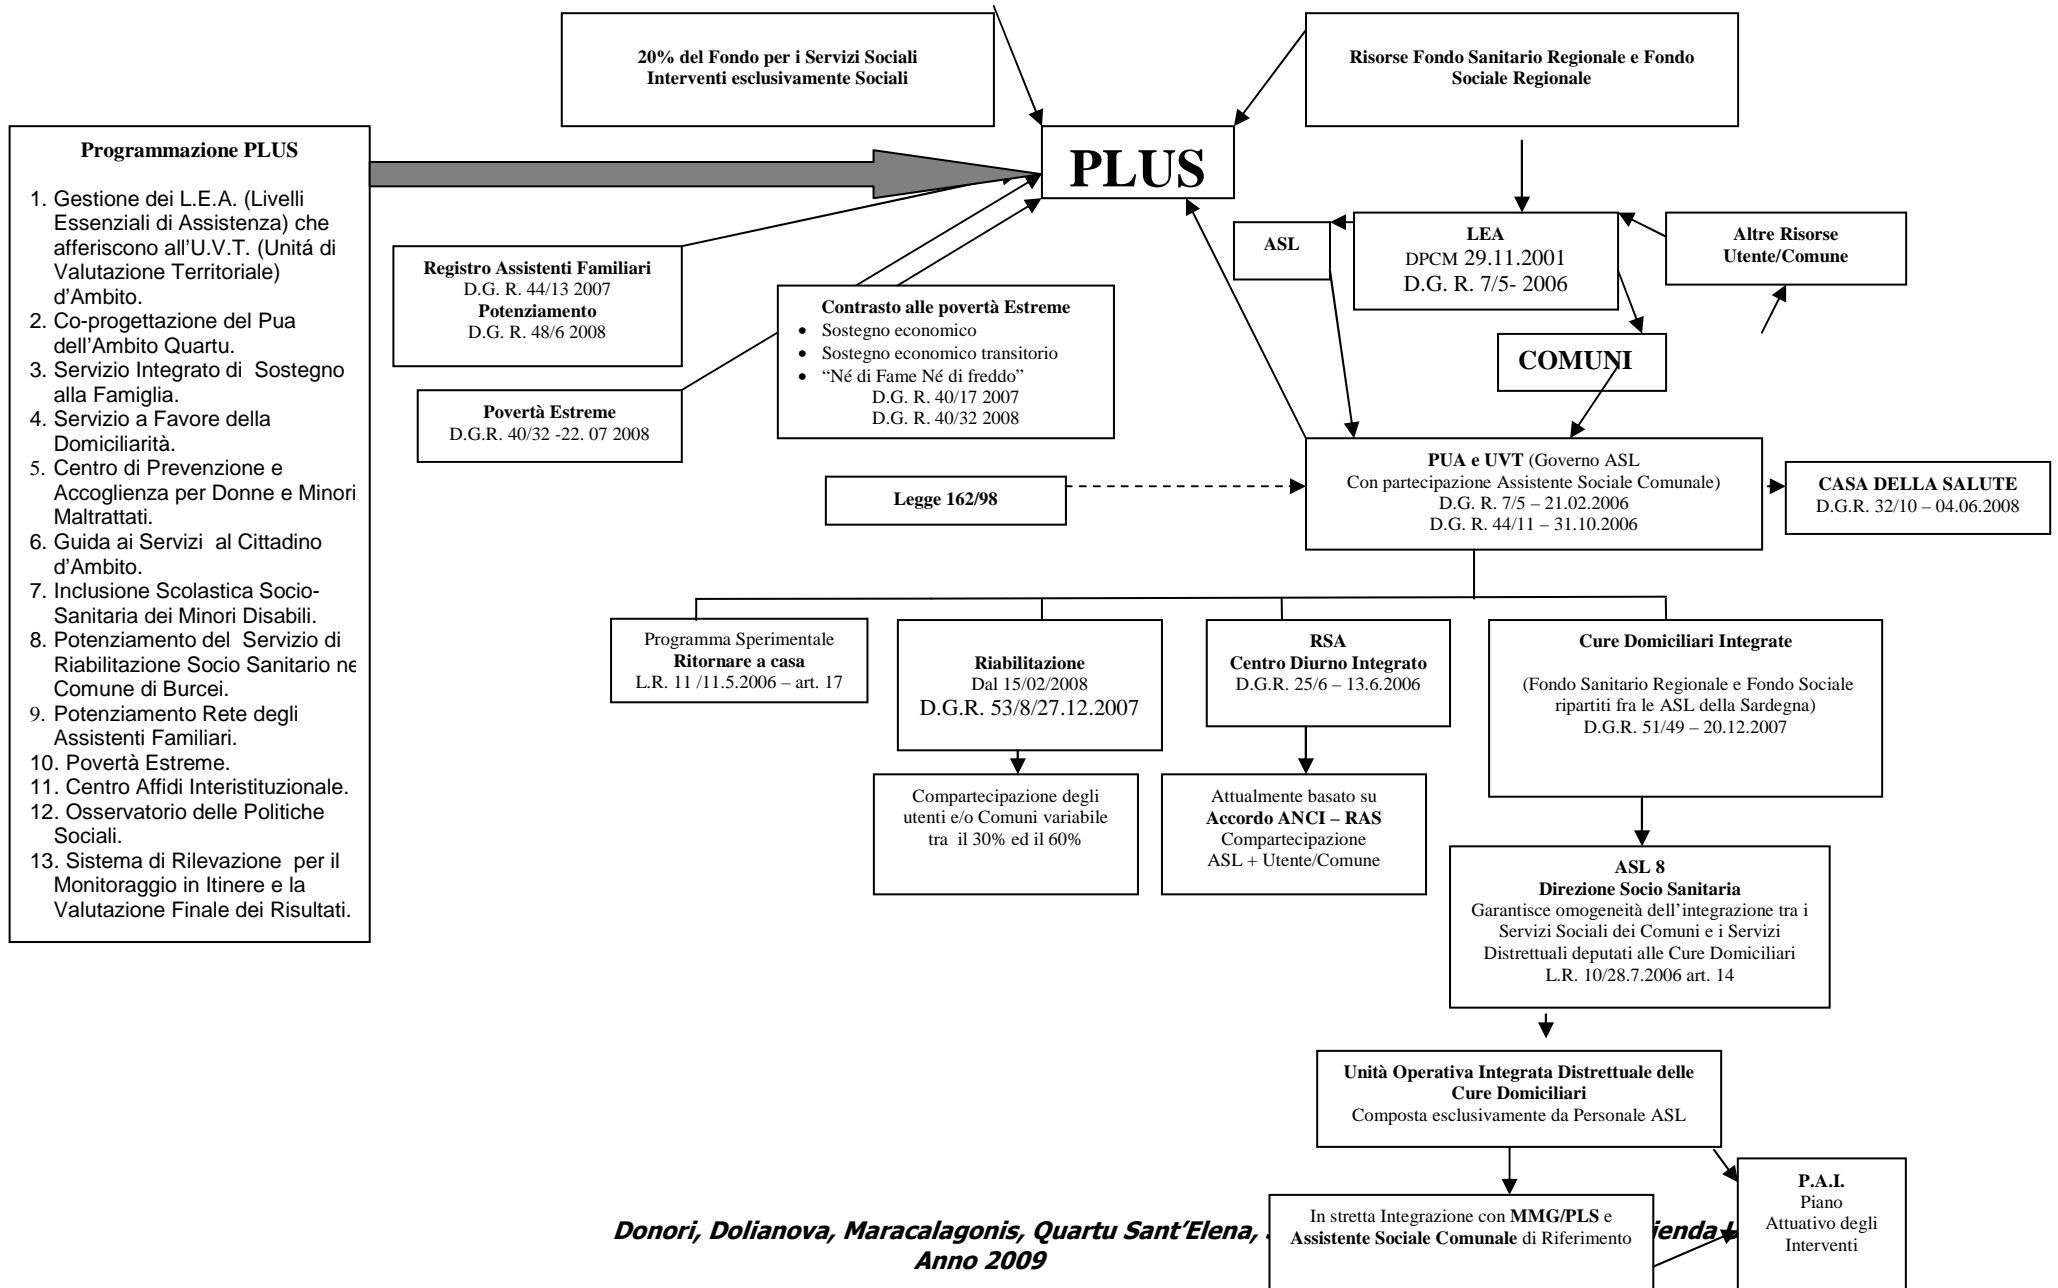 20% del Fondo per i Servizi Sociali
Interventi esclusivamente Sociali
Risorse Fondo Sanitario Regionale e Fondo
Sociale Regionale
PLUS
Programmazione PLUS
1. Gestione dei L.E.A. (Livelli
Essenziali di Assistenza) che
afferiscono all'U.V.T. (Unitá di
Valutazione Territoriale)
d'Ambito.
2. Co-progettazione del Pua
dell'Ambito Quartu.
3. Servizio Integrato di Sostegno
alla Famiglia.
4. Servizio a Favore della
Domiciliarità.
5. Centro di Prevenzione e
Accoglienza per Donne e Minori
Maltrattati.
6. Guida ai Servizi al Cittadino
d'Ambito.
7. Inclusione Scolastica Socio-
Sanitaria dei Minori Disabili.
8. Potenziamento del Servizio di
Riabilitazione Socio Sanitario ne
Comune di Burcei.
9. Potenziamento Rete degli
Assistenti Familiari.
10. Povertà Estreme.
11. Centro Affidi Interistituzionale.
12. Osservatorio delle Politiche
Sociali.
13. Sistema di Rilevazione per il
Monitoraggio in Itinere e la
Valutazione Finale dei Risultati.
Registro Assistenti Familiari
D.G. R. 44/13 2007
Potenziamento
D.G. R. 48/6 2008
Povertà Estreme
D.G.R. 40/32 -22. 07 2008
Contrasto alle povertà Estreme
• Sostegno economico
• Sostegno economico transitorio
• "Né di Fame Né di freddo"
D.G. R. 40/17 2007
D.G. R. 40/32 2008
ASL
LEA
DPCM 29.11.2001
D.G. R. 7/5- 2006
Altre Risorse
Utente/Comune
COMUNI
Legge 162/98
PUA e UVT (Governo ASL
Con partecipazione Assistente Sociale Comunale)
D.G. R. 7/5 – 21.02.2006
D.G. R. 44/11 – 31.10.2006
CASA DELLA SALUTE
D.G.R. 32/10 – 04.06.2008
Programma Sperimentale
Ritornare a casa
L.R. 11 /11.5.2006 – art. 17
Riabilitazione
Dal 15/02/2008
D.G.R. 53/8/27.12.2007
RSA
Centro Diurno Integrato
D.G.R. 25/6 – 13.6.2006
Cure Domiciliari Integrate
(Fondo Sanitario Regionale e Fondo Sociale
ripartiti fra le ASL della Sardegna)
D.G.R. 51/49 – 20.12.2007
Compartecipazione degli
utenti e/o Comuni variabile
tra il 30% ed il 60%
Attualmente basato su
Accordo ANCI – RAS
Compartecipazione
ASL + Utente/Comune
ASL 8
Direzione Socio Sanitaria
Garantisce omogeneità dell'integrazione tra i
Servizi Sociali dei Comuni e i Servizi
Distrettuali deputati alle Cure Domiciliari
L.R. 10/28.7.2006 art. 14
Unità Operativa Integrata Distrettuale delle
Cure Domiciliari
Composta esclusivamente da Personale ASL
In stretta Integrazione con MMG/PLS e
Assistente Sociale Comunale di Riferimento
P.A.I.
Piano
Attuativo degli
Interventi
Donori, Dolianova, Maracalagonis, Quartu Sant'Elena,
Anno 2009